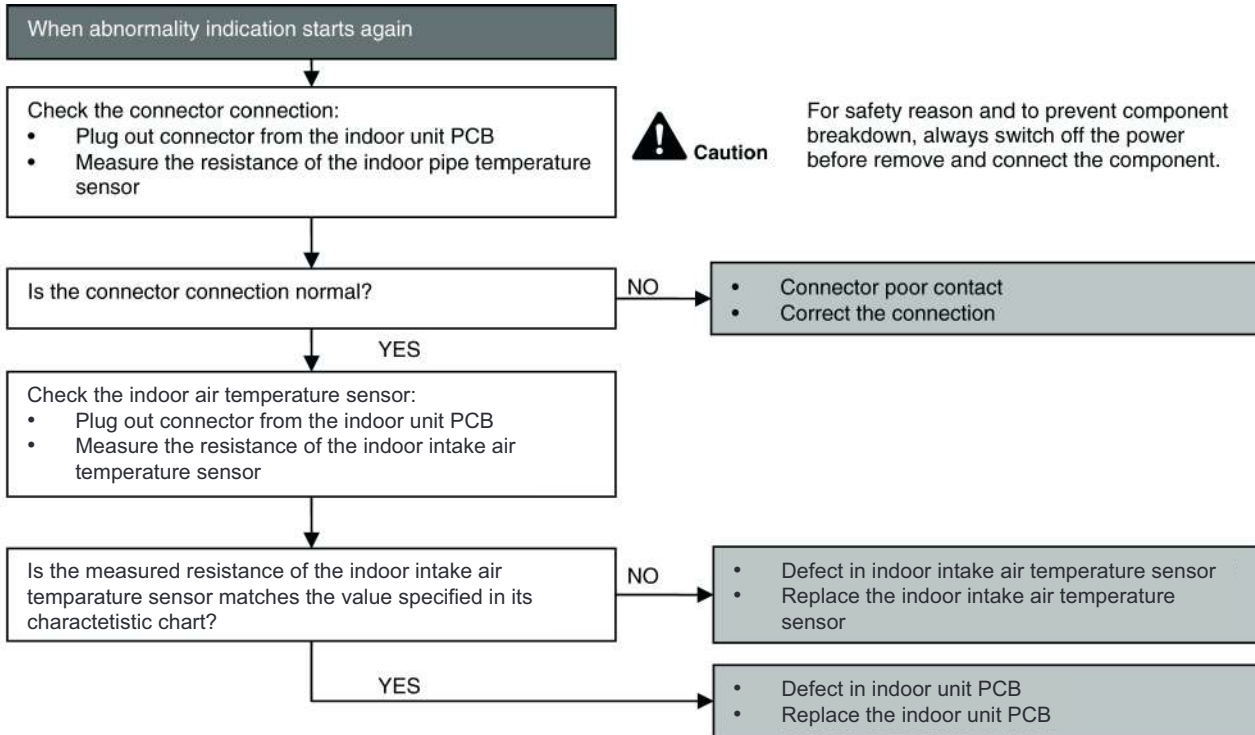 When abnormality indication starts again
Check the connector connection:
• Plug out connector from the indoor unit PCB
• Measure the resistance of the indoor pipe temperature
sensor
Caution
For safety reason and to prevent component
breakdown, always switch off the power
before remove and connect the component.
Is the connector connection normal?
NO
• Connector poor contact
• Correct the connection
YES
Check the indoor air temperature sensor:
• Plug out connector from the indoor unit PCB
• Measure the resistance of the indoor intake air
temperature sensor
Is the measured resistance of the indoor intake air
temparature sensor matches the value specified in its
charactetistic chart?
NO
• Defect in indoor intake air temperature sensor
• Replace the indoor intake air temperature
sensor
YES
• Defect in indoor unit PCB
• Replace the indoor unit PCB